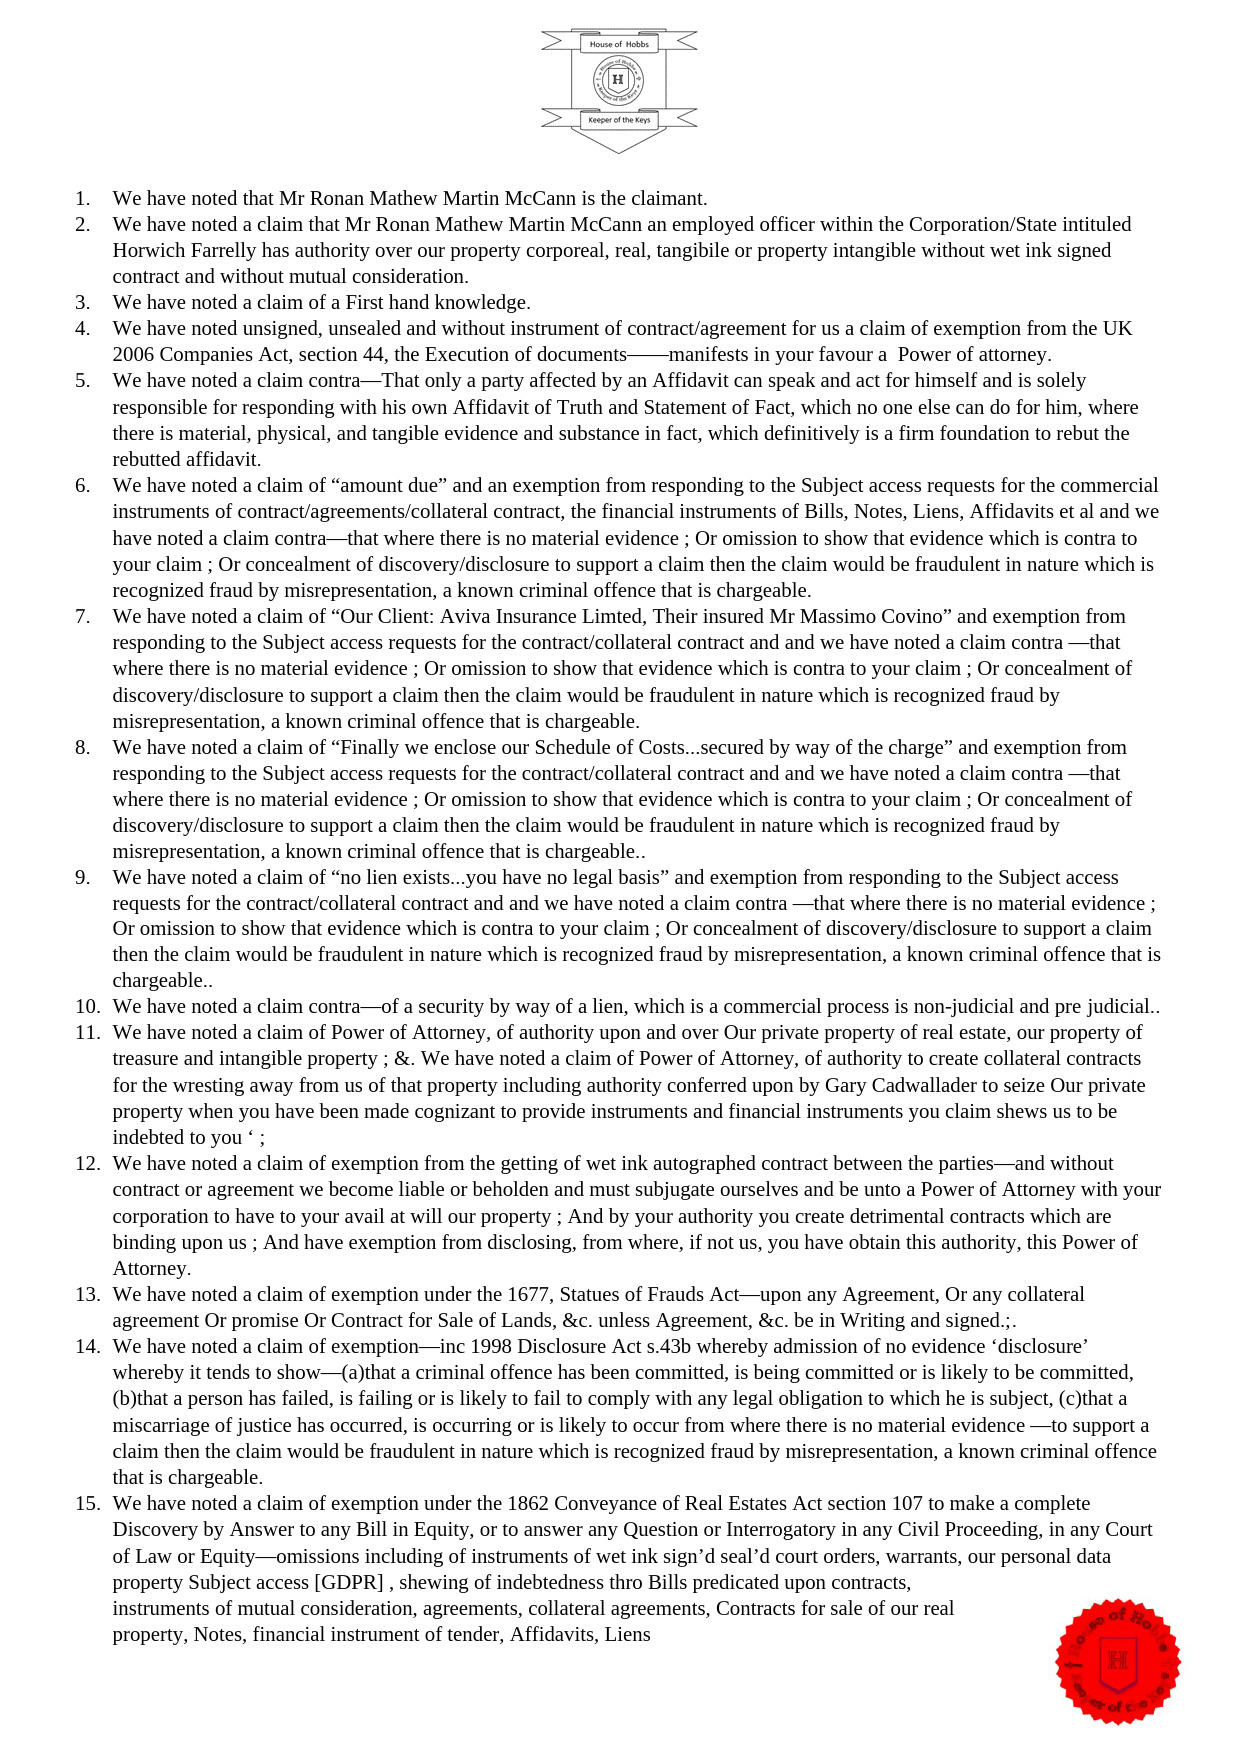 House of Hobbs
House of Hobbs
H
Keeper of the Keys
Keeper of the Keys
1. We have noted that Mr Ronan Mathew Martin McCann is the claimant.
2. We have noted a claim that Mr Ronan Mathew Martin McCann an employed officer within the Corporation/State intituled
Horwich Farrelly has authority over our property corporeal, real, tangibile or property intangible without wet ink signed
contract and without mutual consideration.
3. We have noted a claim of a First hand knowledge.
4. We have noted unsigned, unsealed and without instrument of contract/agreement for us a claim of exemption from the UK
2006 Companies Act, section 44, the Execution of documents——manifests in your favour a  Power of attorney.
5. We have noted a claim contra—That only a party affected by an Affidavit can speak and act for himself and is solely
responsible for responding with his own Affidavit of Truth and Statement of Fact, which no one else can do for him, where
there is material, physical, and tangible evidence and substance in fact, which definitively is a firm foundation to rebut the
rebutted affidavit.
6. We have noted a claim of “amount due” and an exemption from responding to the Subject access requests for the commercial
instruments of contract/agreements/collateral contract, the financial instruments of Bills, Notes, Liens, Affidavits et al and we
have noted a claim contra—that where there is no material evidence ; Or omission to show that evidence which is contra to
your claim ; Or concealment of discovery/disclosure to support a claim then the claim would be fraudulent in nature which is
recognized fraud by misrepresentation, a known criminal offence that is chargeable.
7. We have noted a claim of “Our Client: Aviva Insurance Limted, Their insured Mr Massimo Covino” and exemption from
responding to the Subject access requests for the contract/collateral contract and and we have noted a claim contra —that
where there is no material evidence ; Or omission to show that evidence which is contra to your claim ; Or concealment of
discovery/disclosure to support a claim then the claim would be fraudulent in nature which is recognized fraud by
misrepresentation, a known criminal offence that is chargeable.
8. We have noted a claim of “Finally we enclose our Schedule of Costs...secured by way of the charge” and exemption from
responding to the Subject access requests for the contract/collateral contract and and we have noted a claim contra —that
where there is no material evidence ; Or omission to show that evidence which is contra to your claim ; Or concealment of
discovery/disclosure to support a claim then the claim would be fraudulent in nature which is recognized fraud by
misrepresentation, a known criminal offence that is chargeable..
9. We have noted a claim of “no lien exists...you have no legal basis” and exemption from responding to the Subject access
requests for the contract/collateral contract and and we have noted a claim contra —that where there is no material evidence ;
Or omission to show that evidence which is contra to your claim ; Or concealment of discovery/disclosure to support a claim
then the claim would be fraudulent in nature which is recognized fraud by misrepresentation, a known criminal offence that is
chargeable..
10. We have noted a claim contra—of a security by way of a lien, which is a commercial process is non-judicial and pre judicial..
11. We have noted a claim of Power of Attorney, of authority upon and over Our private property of real estate, our property of
treasure and intangible property ; &. We have noted a claim of Power of Attorney, of authority to create collateral contracts
for the wresting away from us of that property including authority conferred upon by Gary Cadwallader to seize Our private
property when you have been made cognizant to provide instruments and financial instruments you claim shews us to be
indebted to you ‘ ;
12. We have noted a claim of exemption from the getting of wet ink autographed contract between the parties—and without
contract or agreement we become liable or beholden and must subjugate ourselves and be unto a Power of Attorney with your
corporation to have to your avail at will our property ; And by your authority you create detrimental contracts which are
binding upon us ; And have exemption from disclosing, from where, if not us, you have obtain this authority, this Power of
Attorney.
13. We have noted a claim of exemption under the 1677, Statues of Frauds Act—upon any Agreement, Or any collateral
agreement Or promise Or Contract for Sale of Lands, &c. unless Agreement, &c. be in Writing and signed.;.
14. We have noted a claim of exemption—inc 1998 Disclosure Act s.43b whereby admission of no evidence ‘disclosure’
whereby it tends to show—(a)that a criminal offence has been committed, is being committed or is likely to be committed,
(b)that a person has failed, is failing or is likely to fail to comply with any legal obligation to which he is subject, (c)that a
miscarriage of justice has occurred, is occurring or is likely to occur from where there is no material evidence —to support a
claim then the claim would be fraudulent in nature which is recognized fraud by misrepresentation, a known criminal offence
that is chargeable.
15. We have noted a claim of exemption under the 1862 Conveyance of Real Estates Act section 107 to make a complete
Discovery by Answer to any Bill in Equity, or to answer any Question or Interrogatory in any Civil Proceeding, in any Court
of Law or Equity—omissions including of instruments of wet ink sign’d seal’d court orders, warrants, our personal data
property Subject access [GDPR] , shewing of indebtedness thro Bills predicated upon contracts,
instruments of mutual consideration, agreements, collateral agreements, Contracts for sale of our real
property, Notes, financial instrument of tender, Affidavits, Liens
House of Hobbs
H